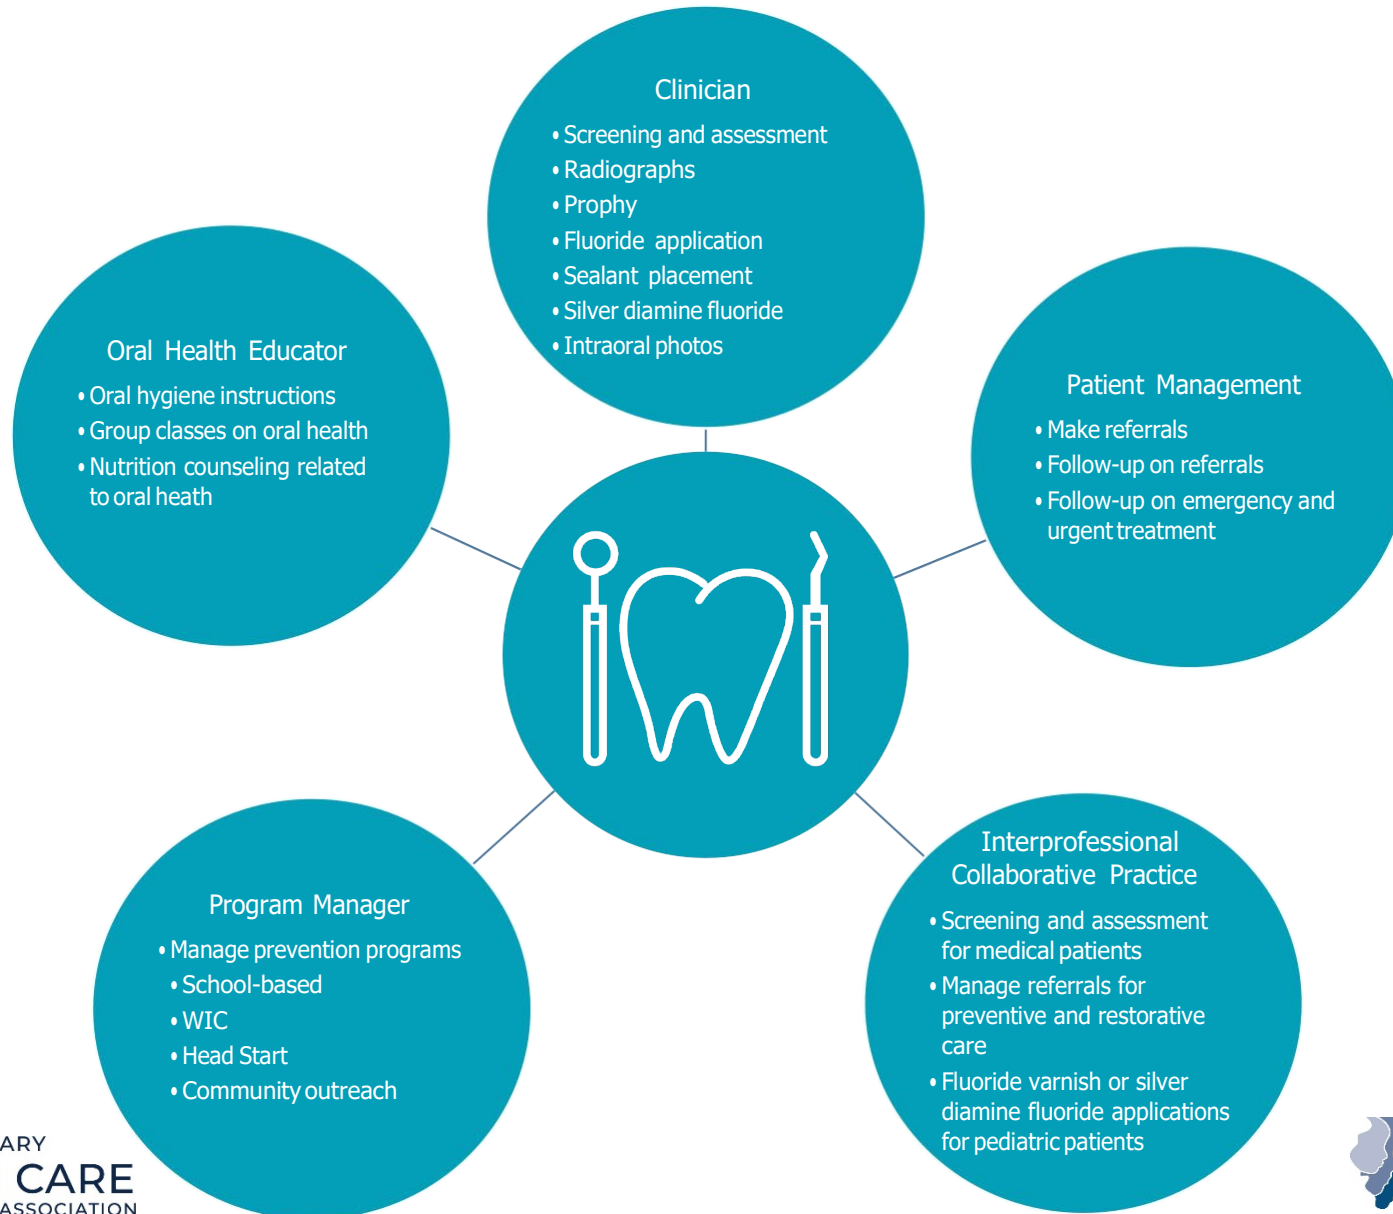 Clinician
• Screening and assessment
• Radiographs
• Prophy
• Fluoride application
• Sealant placement
• Silver diamine fluoride
• Intraoral photos
Oral Health Educator
• Oral hygiene instructions
• Group classes on oral health
• Nutrition counseling related
to oral heath
Patient Management
• Make referrals
• Follow-up on referrals
• Follow-up on emergency and
urgent treatment
Program Manager
• Manage prevention programs
• School-based
• WIC
• Head Start
• Community outreach
Interprofessional
Collaborative Practice
• Screening and assessment
for medical patients
• Manage referrals for
preventive and restorative
care
• Fluoride varnish or silver
diamine fluoride applications
for pediatric patients
ARY
CARE
ASSOCIATION